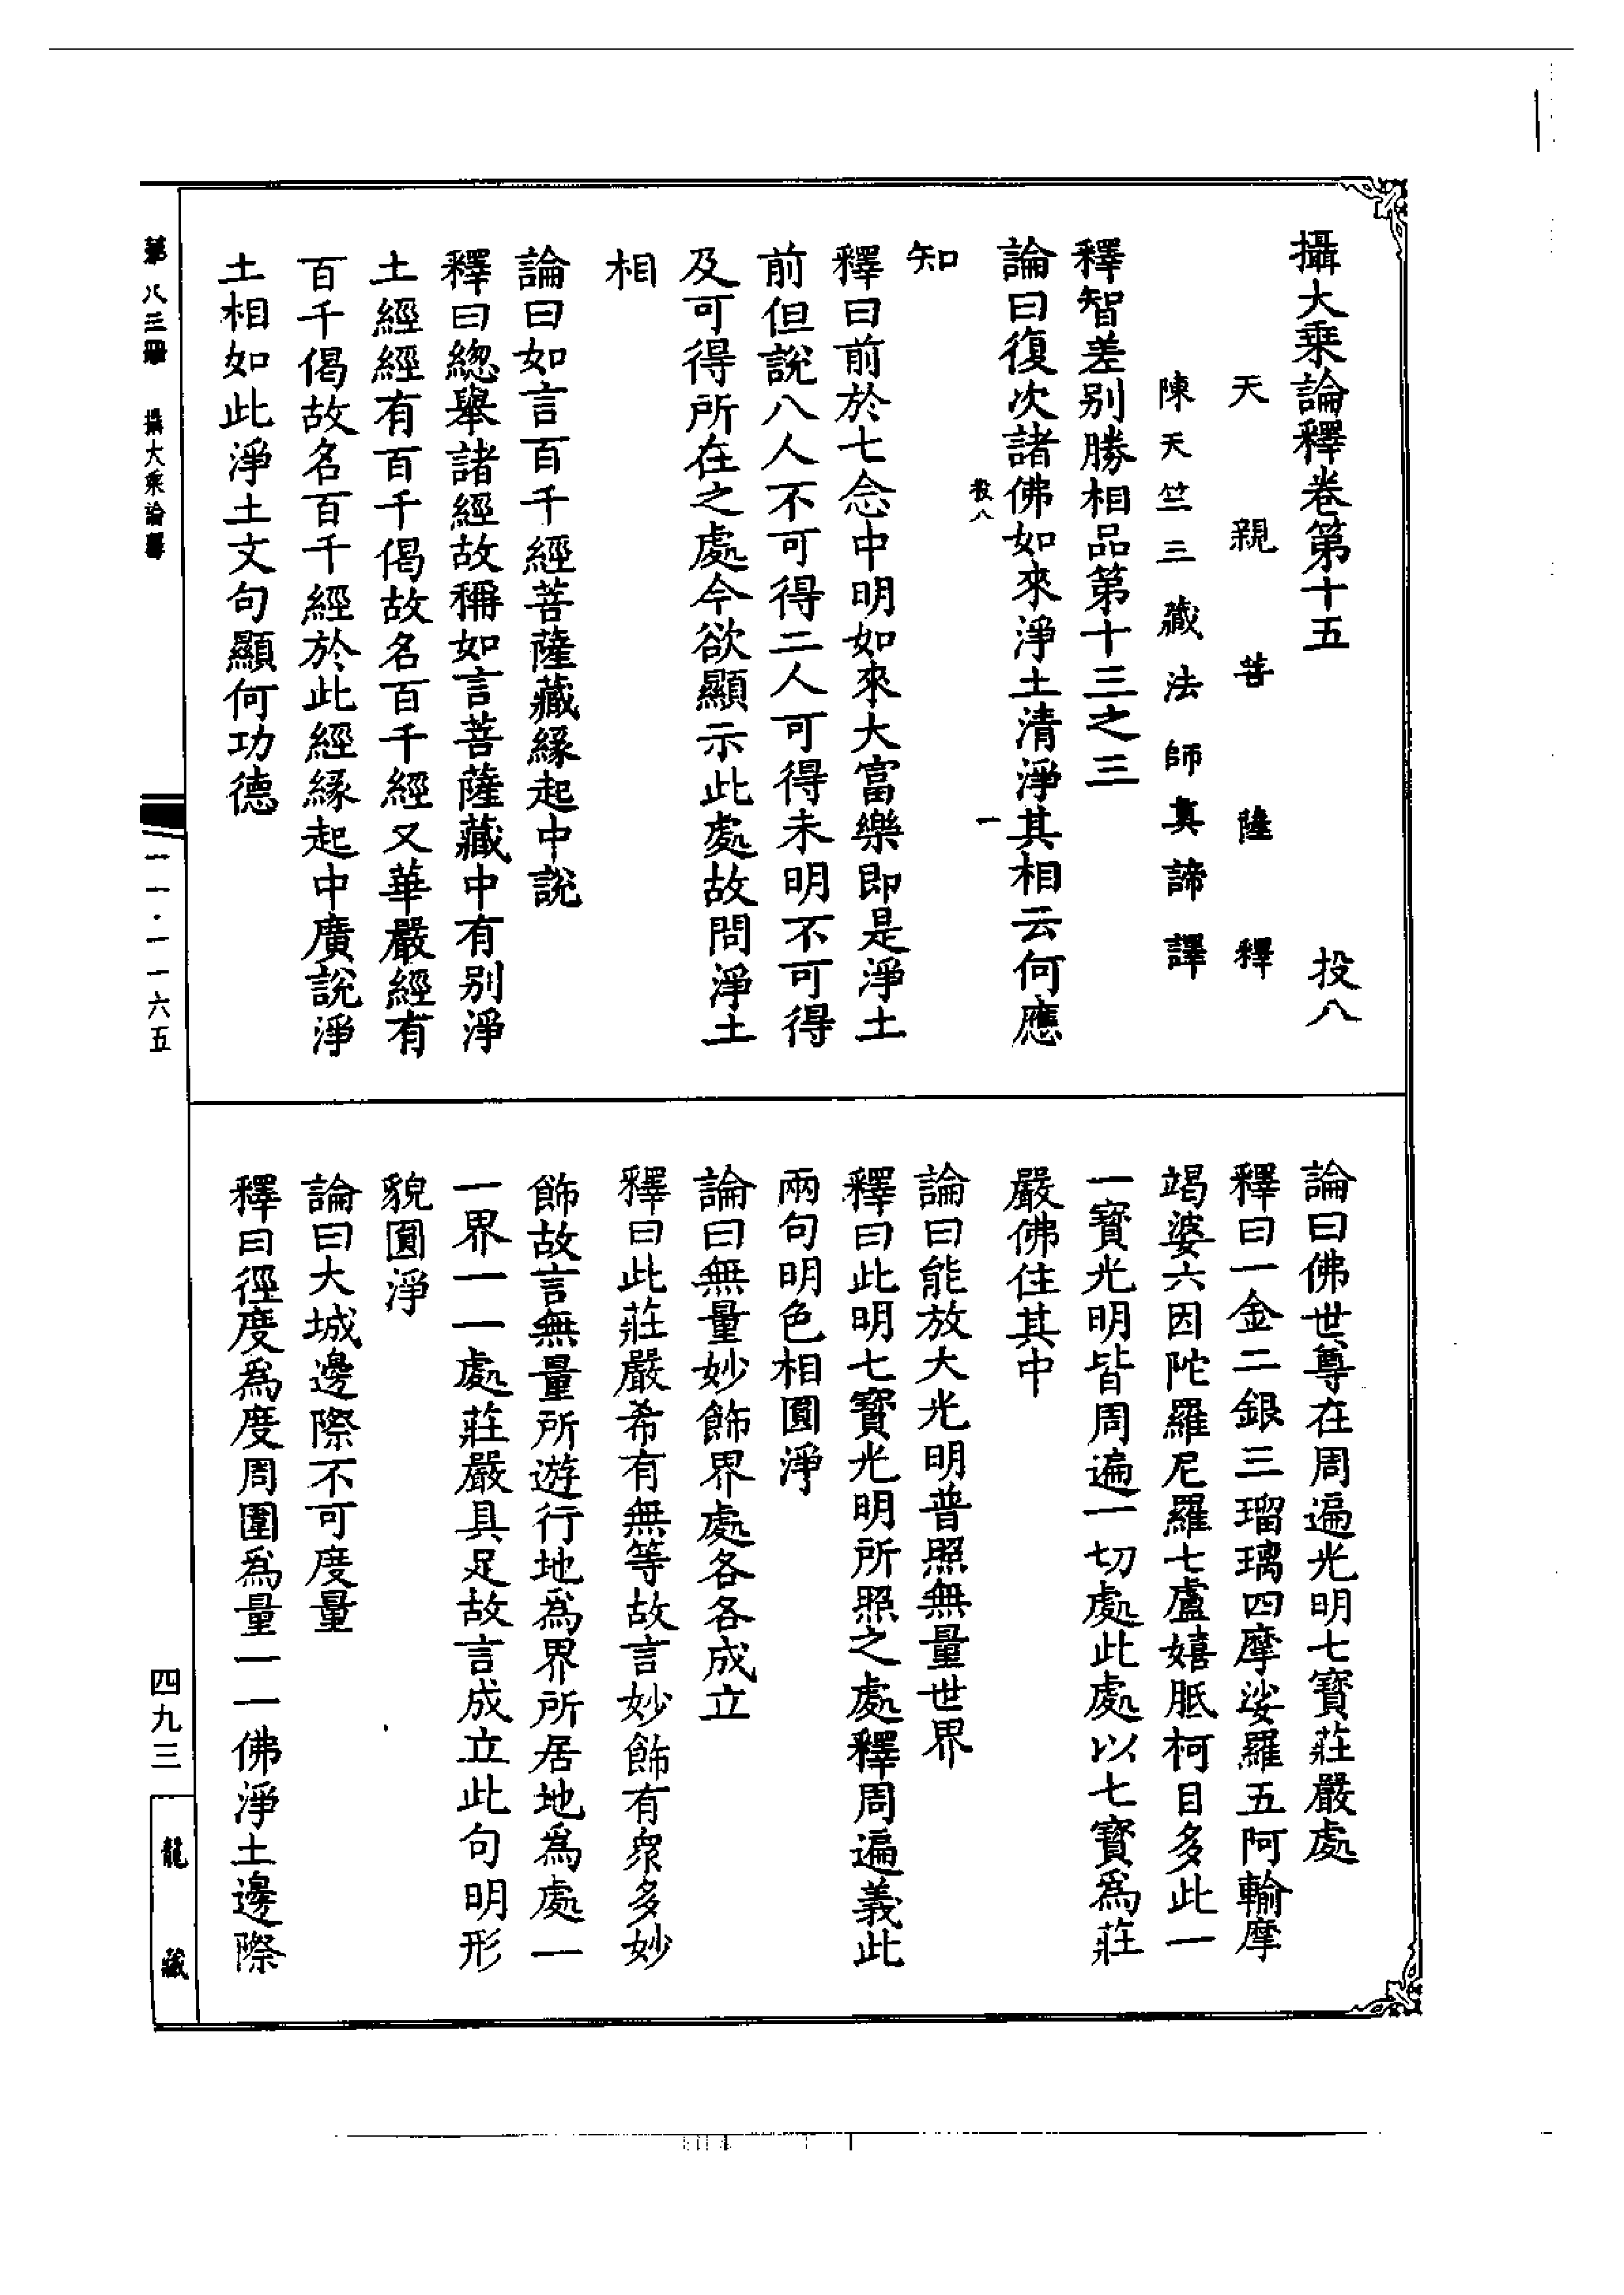 攝大乘論釋卷第十五 投八
天親菩薩釋
陳天竺三藏法師真諦譯
釋智差别勝相品第十三之三
論曰復次諸佛如來淨土清淨其相云何應
投八 一
知
釋曰前於七念中明如來大富樂即是淨土
前但說八人不可得二人可得未明不可得
及可得所在之處今欲顯示此處故問淨土
相
論曰如言百千經菩薩藏緣起中說
釋曰緫舉諸經故稱如言菩薩藏中有别淨
土經經有百千偈故名百千經又華嚴經有
百千偈故名百千經於此經緣起中廣說淨
土相如此淨土文句顯何功德
論曰佛世尊在周遍光明七寳莊嚴處
釋曰一金二銀三瑠璃四摩娑羅五阿輸摩
竭婆六因陀羅尼羅七盧嬉胝柯目多此一
一寳光明皆周遍一切處此處以七寳為莊
嚴佛住其中
論曰能放大光明普照無量世界
釋曰此明七寳光明所照之處釋周遍義此
兩句明色相圓淨
論曰無量妙飾界處各各成立
釋曰此莊嚴希有無等故言妙飾有衆多妙
飾故言無量所遊行地為界所居地為處一
一界一一處莊嚴具足故言成立此句明形
貌圓淨
論曰大城邊際不可度量
釋曰徑度為度周圍為量一一佛淨土邊際
第八三冊 攝大乘論釋
一一·一一六五
四九三
龍藏